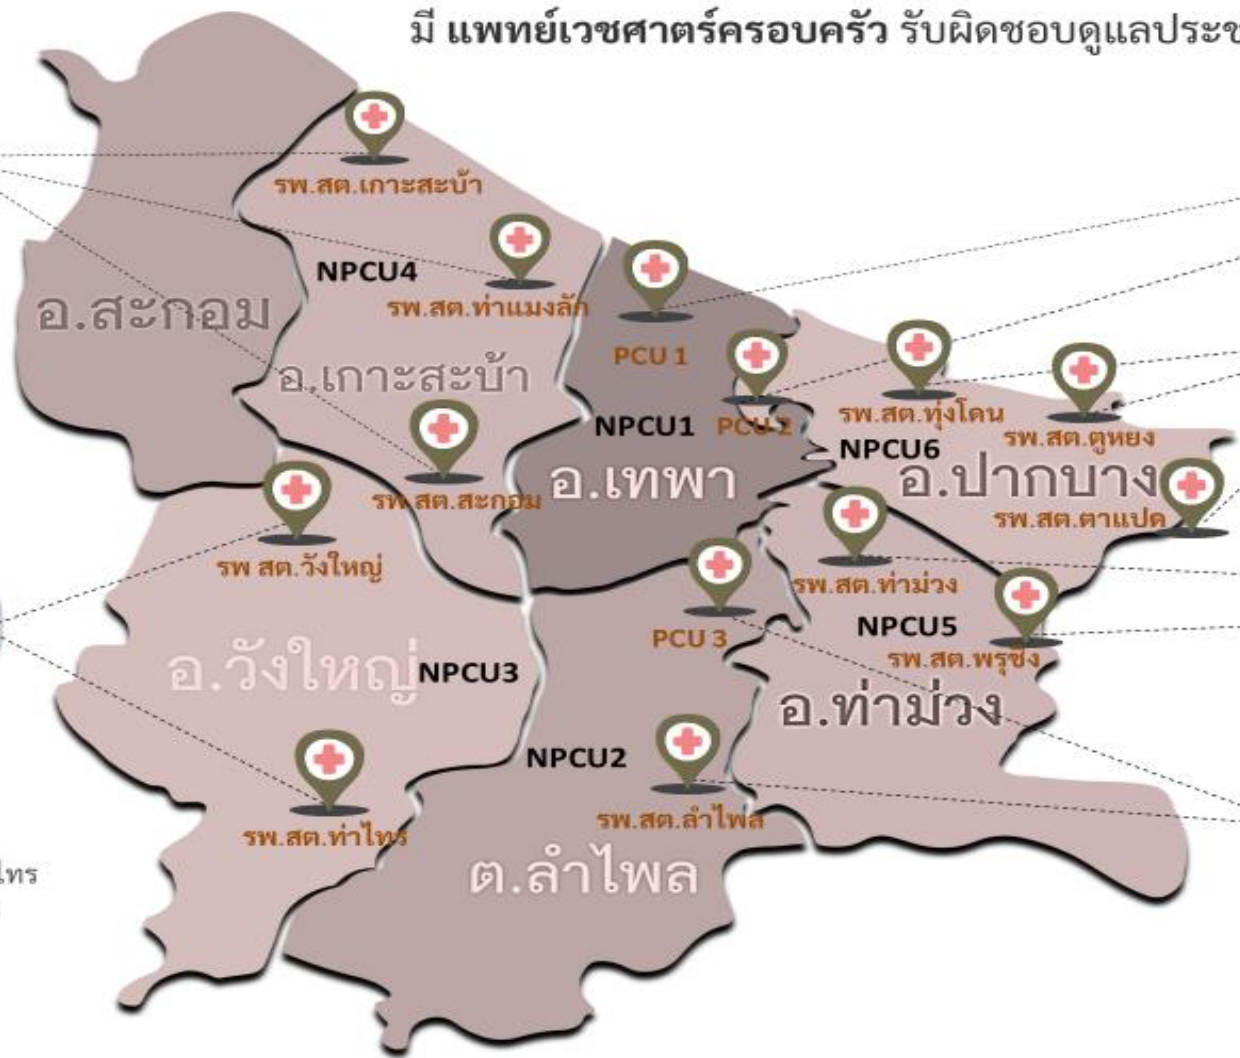 มี แพทย์เวชศาตร์ครอบครัว รับผิดชอบดูแลประช
รพ.สต.เกาะสะบ้า
NPCU4
รพ.สต.ท่าแมงลัก
อ.สะกอม
PCU 1
อ.เกาะสะบ้า
NPCU1
PCU 2
รพ.สต.ทุ่งโดน
รพ.สต.ตูหยง
NPCU6
อ.ปากบาง
อ.เทพา
รพ.สต.สะกอม
รพ.สต.ตาแปด
รพ สต.วังใหญ่
รพ.สต.ท่าม่วง
PCU 3
NPCU5
รพ.สต.พรุชิง
อ.วังใหญ่
NPCU3
อ.ท่าม่วง
NPCU2
รพ.สต.ลำไพล
รพ.สต.ท่าไทร
ต.ลำไพล
ไทร